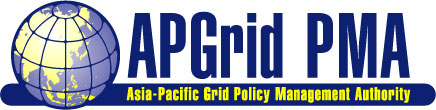 APGrid PMA
Asia-Pacific Grid Policy Management Authority